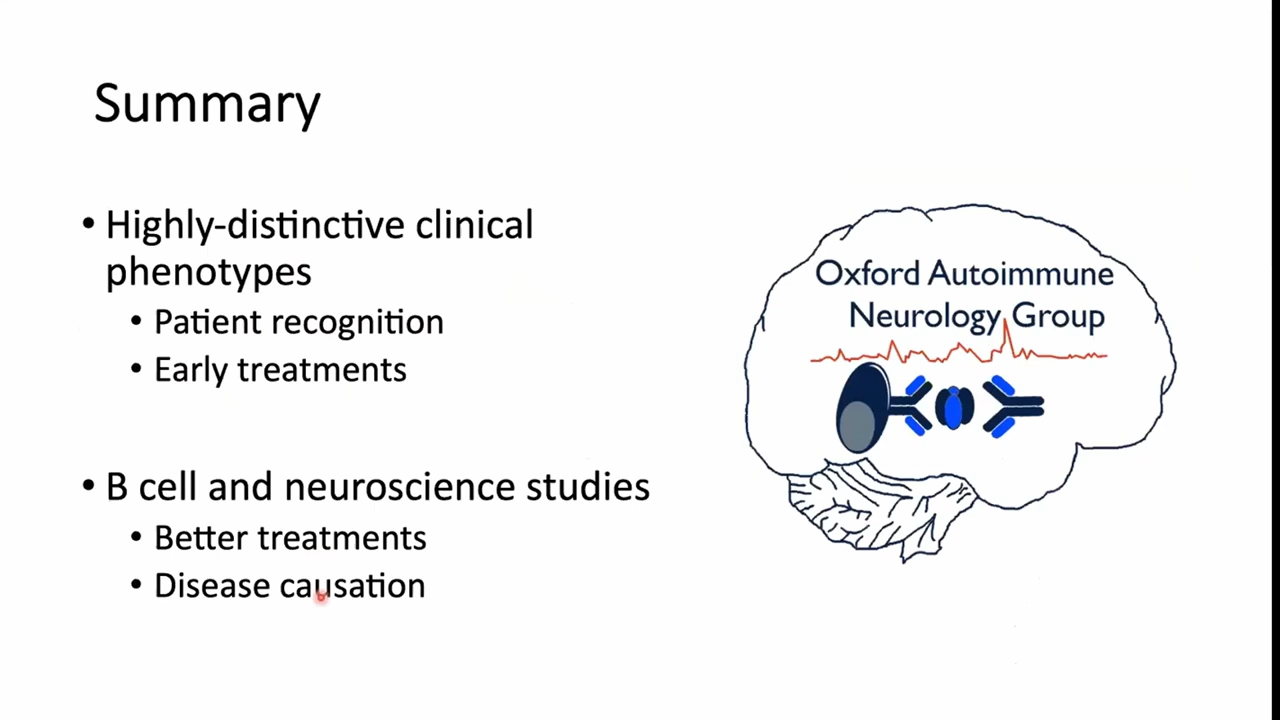 Summary
• Highly-distinctive clinical
phenotypes
• Patient recognition
• Early treatments
• B cell and neuroscience studies
• Better treatments
• Disease causation
Oxford Autoimmune
Neurology Group